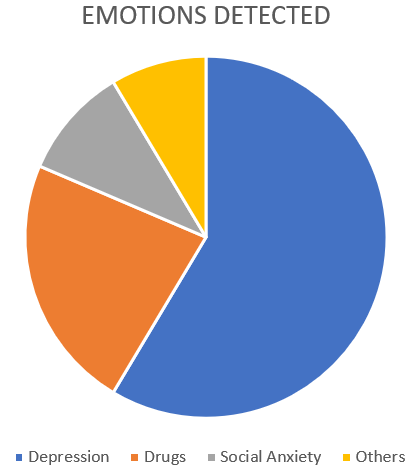 EMOTIONS DETECTED
Depression Drugs Social Anxiety Others